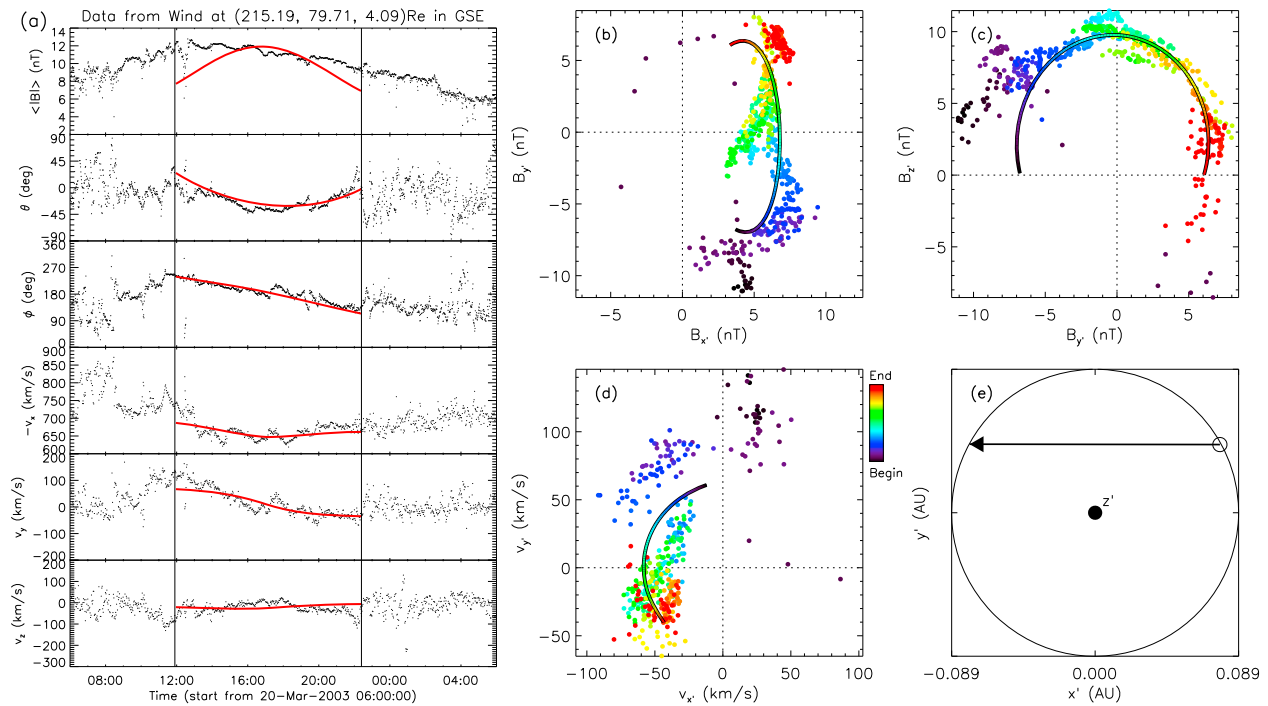 (a)
Data from Wind at (215.19, 79.71, 4.09)Re in GSE
<|B|> (nT)
14
12
10
8
6
4
2
θ (deg)
90
45
0
−45
−90
ϕ (deg)
360
270
180
90
0
−vx (km/s)
900
850
800
750
700
650
600
vy (km/s)
200
100
0
−100
−200
vz (km/s)
200
100
0
−100
−200
−300
08:00 12:00 16:00 20:00 00:00 04:00
Time (start from 20−Mar−2003 06:00:00)
(b)
By' (nT)
5
0
−5
−10
−5 0 5 10
Bx' (nT)
(c)
Bz' (nT)
10
5
0
−5
−10 −5 0 5
By' (nT)
(d)
vy' (km/s)
100
50
0
−50
−100 −50 0 50 100
vx' (km/s)
End
Begin
(e)
z'
y' (AU)
−0.089 0.000 0.089
x' (AU)